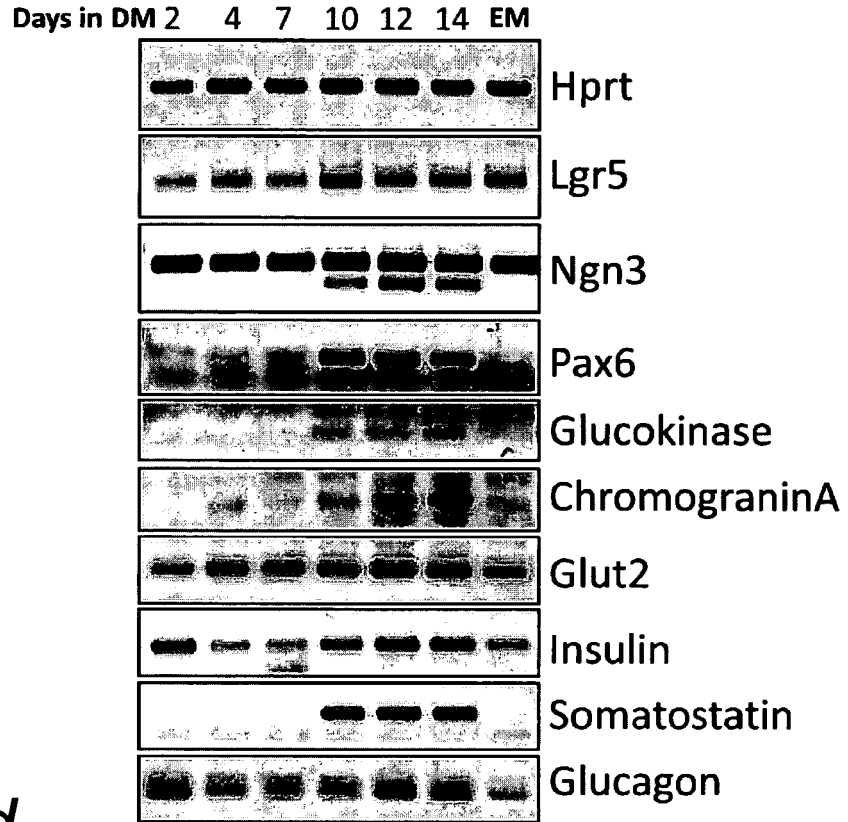 Days in DM 2 4 7 10 12 14 EM
Hprt
Lgr5
Ngn3
Pax6
Glucokinase
ChromograninA
Glut2
Insulin
Somatostatin
Glucagon